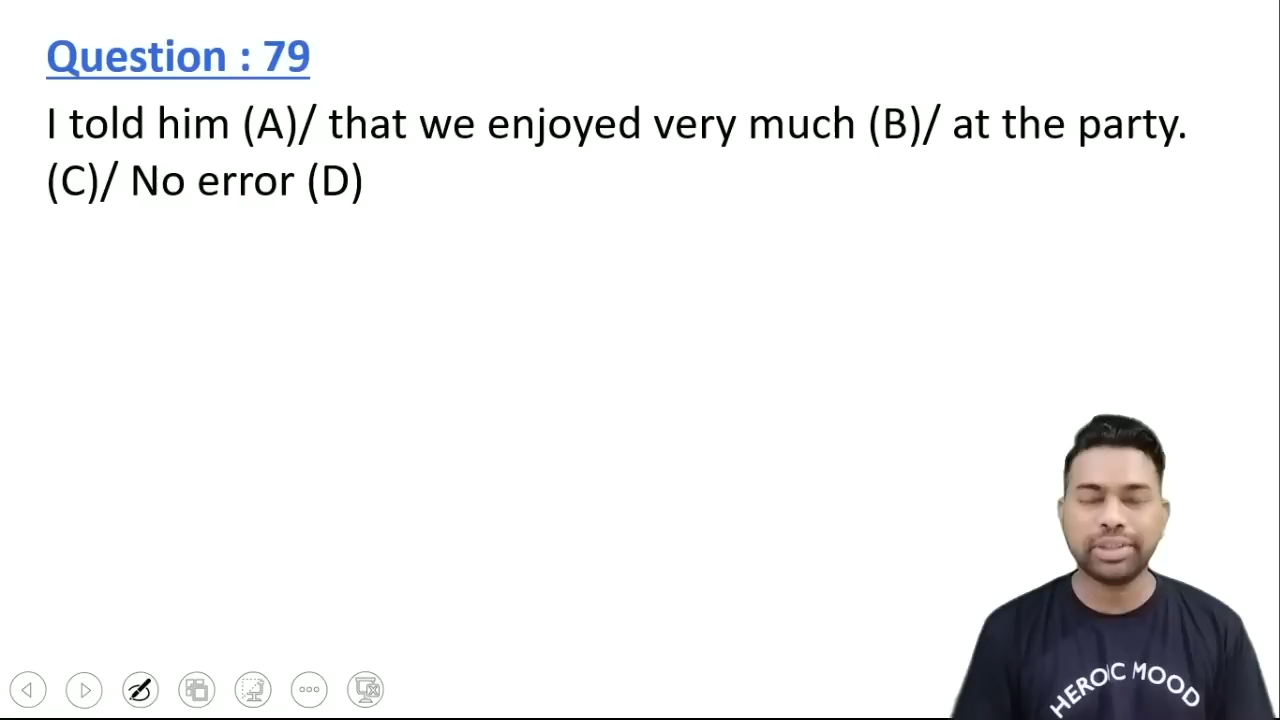 Question : 79
I told him (A)/ that we enjoyed very much (B)/ at the party.
(C)/ No error (D)
HEROIC MOOD